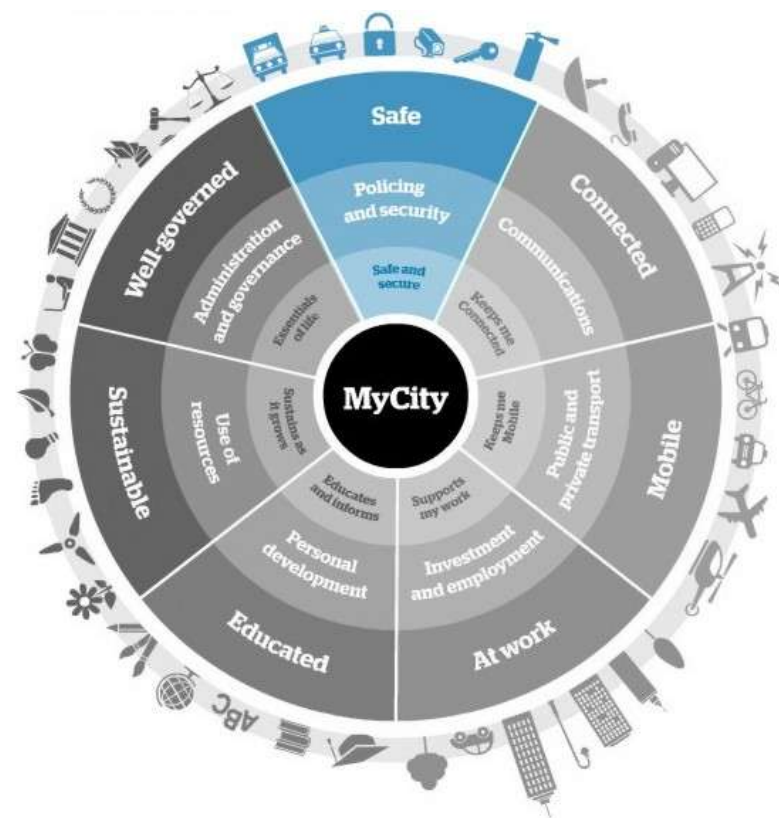 Safe
Policing
and security
Safe and
secure
Connected
Communications
Keeps me
Connected
Mobile
Public and
private transport
Keeps me
Mobile
At work
Investment
and employment
Supports
my work
Educated
Personal
development
Educates
and informs
Sustainable
Use of
resources
Sustains as
it grows
Well-governed
Administration
and governance
Essentials
of life
MyCity
ABC